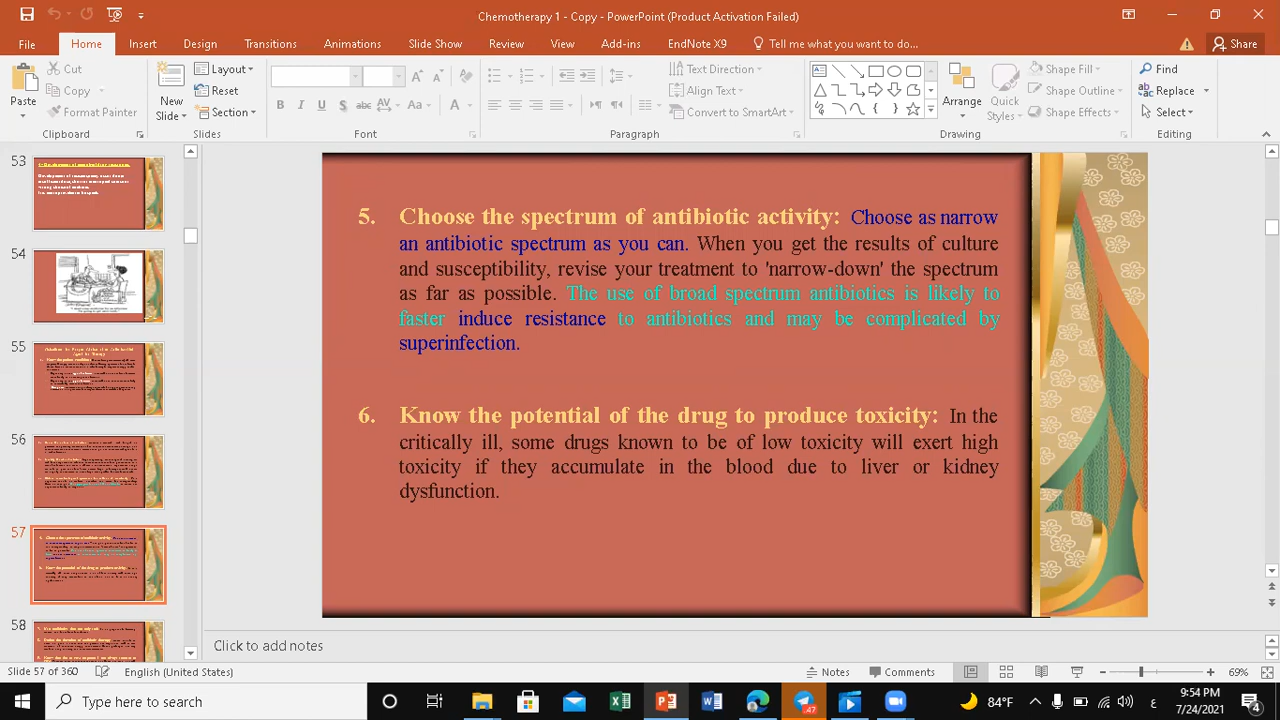 Chemotherapy 1 - Copy - PowerPoint (Product Activation Failed)
File Home Insert Design Transitions Animations Slide Show Review View Add-ins EndNote X9 Tell me what you want to do... Share
Paste Cut Copy Format Painter
New Slide Layout Reset Section
Text Direction Align Text Convert to SmartArt
Arrange Quick Styles Shape Fill Shape Outline Shape Effects
Find Replace Select
Clipboard Slides Font Paragraph Drawing Editing
53
54
55
56
57
58
5. Choose the spectrum of antibiotic activity: Choose as narrow
an antibiotic spectrum as you can. When you get the results of culture
and susceptibility, revise your treatment to 'narrow-down' the spectrum
as far as possible. The use of broad spectrum antibiotics is likely to
faster induce resistance to antibiotics and may be complicated by
superinfection.
6. Know the potential of the drug to produce toxicity: In the
critically ill, some drugs known to be of low toxicity will exert high
toxicity if they accumulate in the blood due to liver or kidney
dysfunction.
Click to add notes
Slide 57 of 360 English (United States) Notes Comments 69%
Type here to search 84°F ع 9:54 PM
7/24/2021